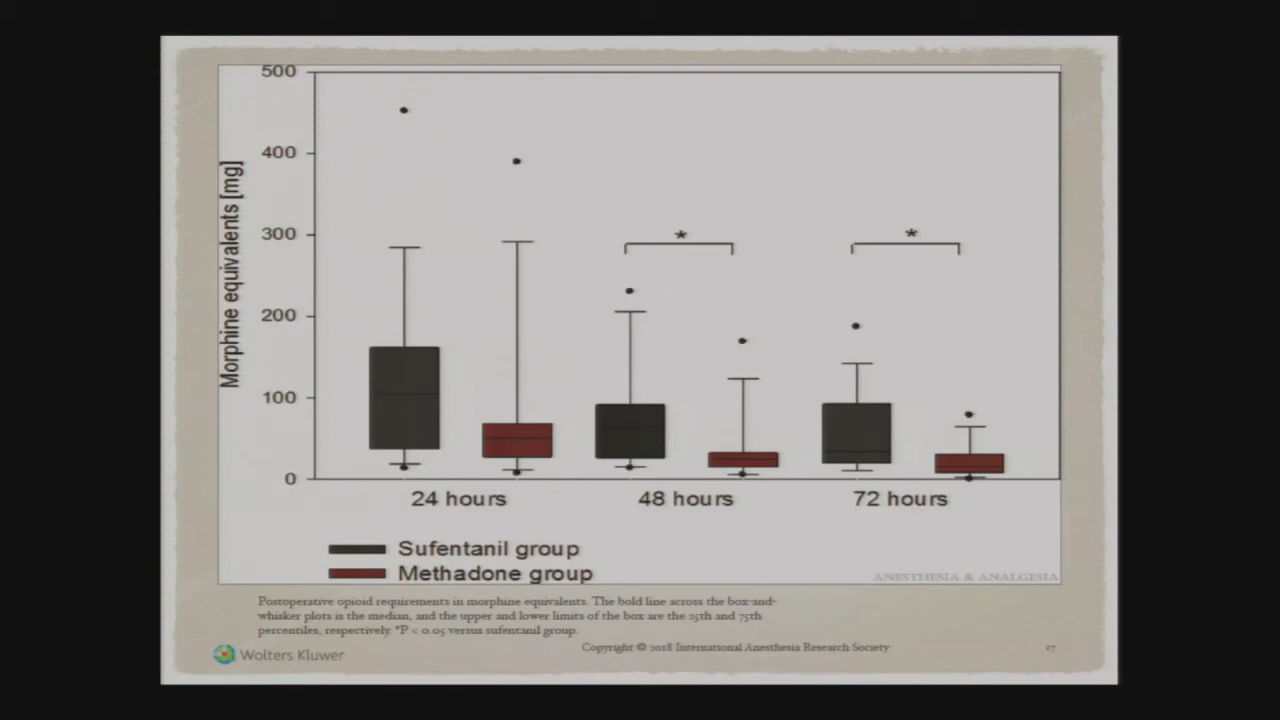 500
400
300
200
100
0
Morphine equivalents [mg]
*
*
24 hours
48 hours
72 hours
Sufentanil group
Methadone group
ANESTHESIA & ANALGESIA
Postoperative opioid requirements in morphine equivalents. The bold line across the box-and-
whisker plots is the median, and the upper and lower limits of the box are the 25th and 75th
percentiles, respectively. *P < 0.05 versus sufentanil group.
Wolters Kluwer
Copyright © 2018 International Anesthesia Research Society
17